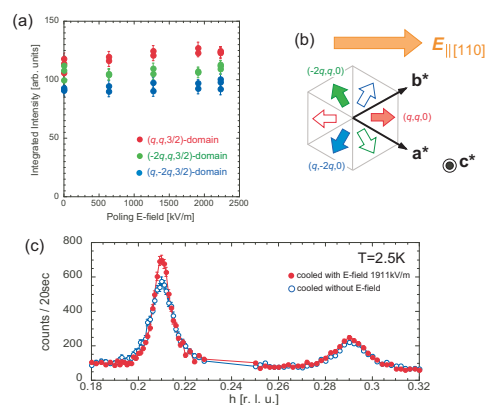 (a)
Integrated Intensity [arb. units]
150
100
50
0
(q,q,3/2)-domain
(-2q,q,3/2)-domain
(q,-2q,3/2)-domain
0 500 1000 1500 2000 2500
Poling E-field [kV/m]
(b)
E||[110]
(-2q,q,0)
b*
(q,q,0)
(q,-2q,0)
a*
c*
(c)
counts / 20sec
800
600
400
200
0
T=2.5K
cooled with E-field 1911kV/m
cooled without E-field
0.18 0.2 0.22 0.24 0.26 0.28 0.3 0.32
h [r. l. u.]